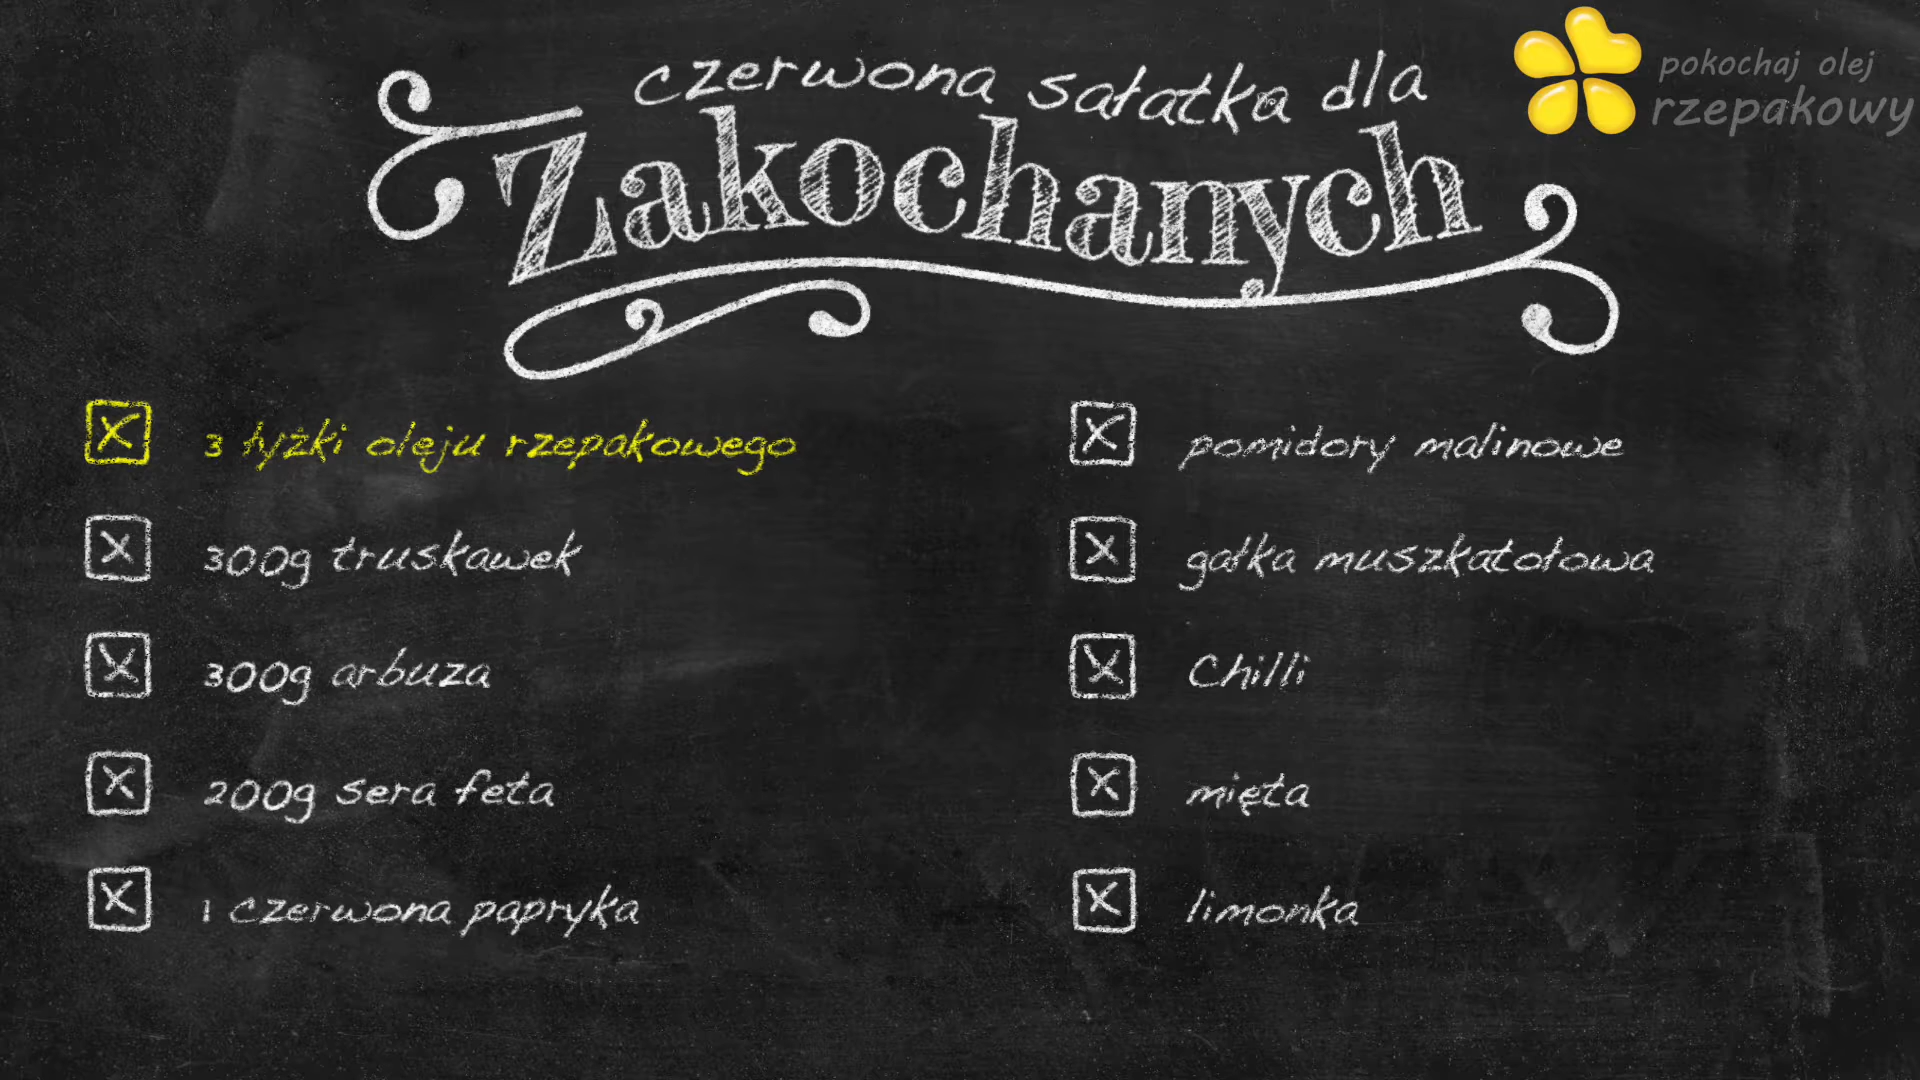 czerwona sałatka dla
Zakochanych
pokochaj olej
rzepakowy
3 łyżki oleju rzepakowego
300g truskawek
300g arbuza
200g sera feta
1 czerwona papryka
pomidory malinowe
gałka muszkatołowa
Chilli
mięta
limonka